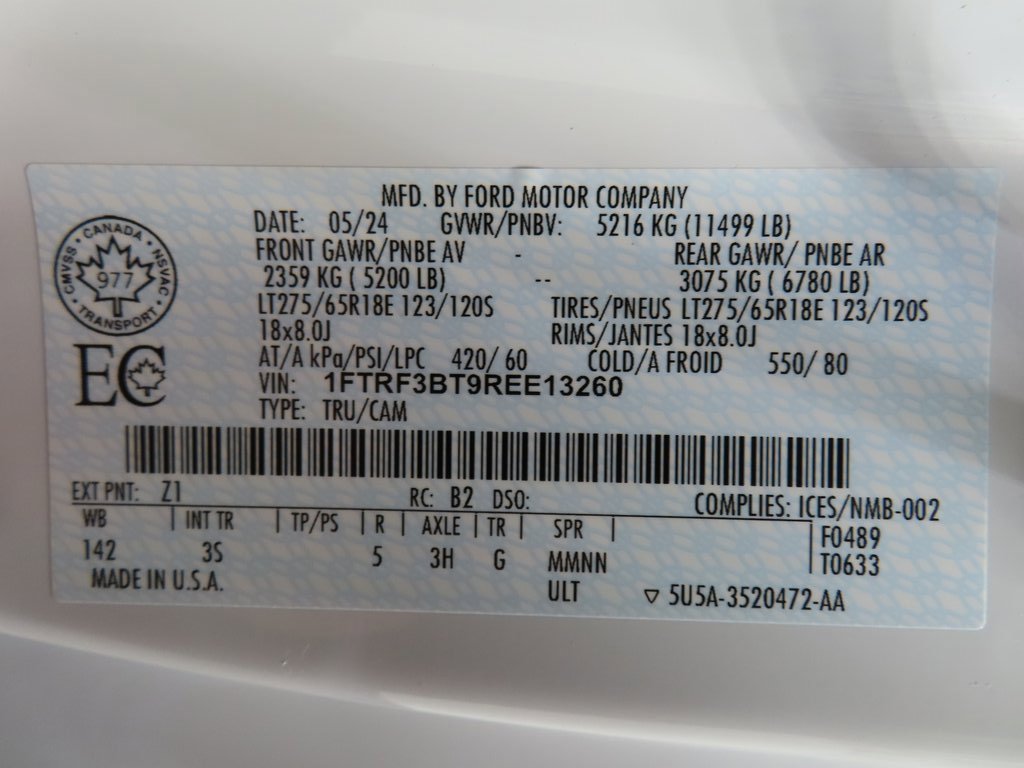 MFD. BY FORD MOTOR COMPANY
DATE: 05/24 GVWR/PNBV: 5216 KG (11499 LB)
FRONT GAWR/PNBE AV - REAR GAWR/ PNBE AR
2359 KG ( 5200 LB) -- 3075 KG ( 6780 LB)
LT275/65R18E 123/120S TIRES/PNEUS LT275/65R18E 123/120S
18x8.0J RIMS/JANTES 18x8.0J
AT/A kPa/PSI/LPC 420/ 60 COLD/A FROID 550/ 80
VIN: 1FTRF3BT9REE13260
TYPE: TRU/CAM
CANADA
CMVSS · NSVAC
977
TRANSPORT
EC
EXT PNT: Z1 RC: B2 DSO: COMPLIES: ICES/NMB-002
WB | INT TR | TP/PS | R | AXLE | TR | SPR | F0489
142 3S 5 3H G MMNN T0633
MADE IN U.S.A. ULT ▽ 5U5A-3520472-AA